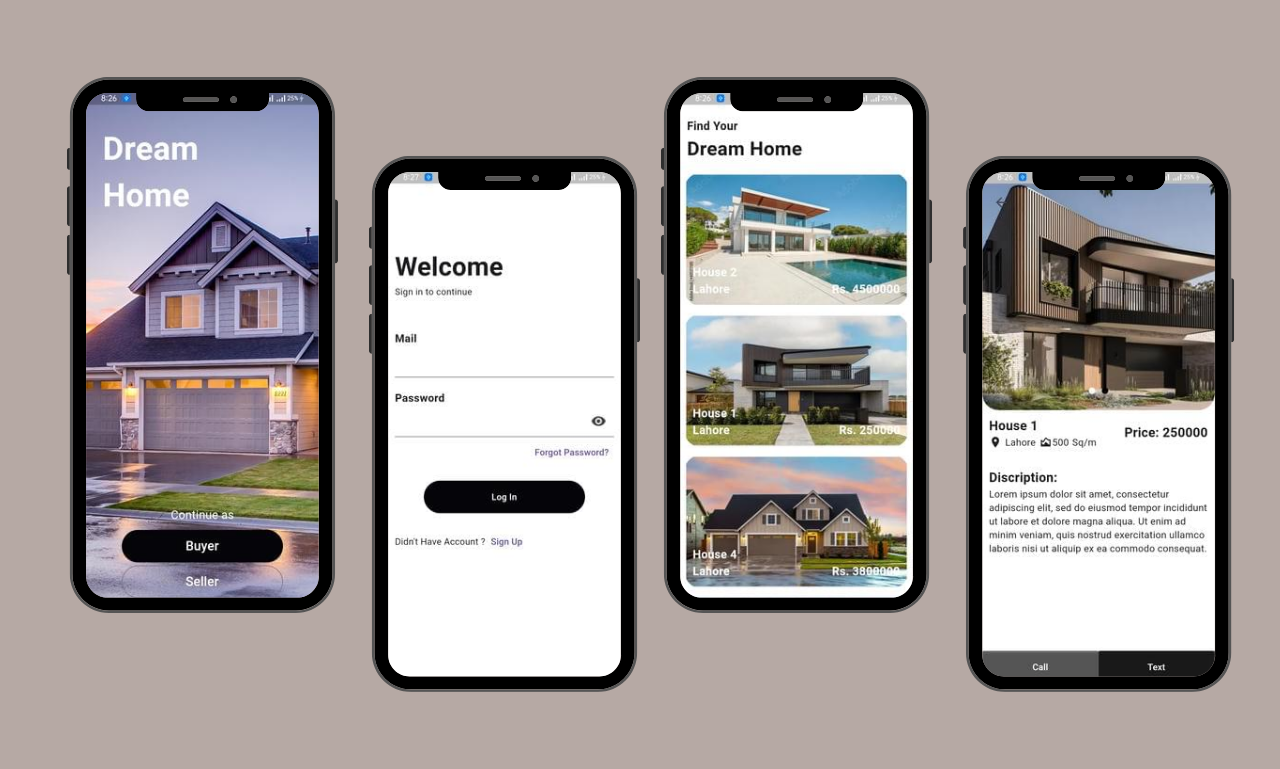 8:26
25%
Dream
Home
Continue as
Buyer
Seller
8:27
25%
Welcome
Sign in to continue
Mail
Password
Forgot Password?
Log In
Didn't Have Account ? Sign Up
8:26
25%
Find Your
Dream Home
House 2
Lahore Rs. 4500000
House 1
Lahore Rs. 250000
House 4
Lahore Rs. 3800000
8:26
25%
House 1
Price: 250000
Lahore 500 Sq/m
Discription:
Lorem ipsum dolor sit amet, consectetur
adipiscing elit, sed do eiusmod tempor incididunt
ut labore et dolore magna aliqua. Ut enim ad
minim veniam, quis nostrud exercitation ullamco
laboris nisi ut aliquip ex ea commodo consequat.
Call Text